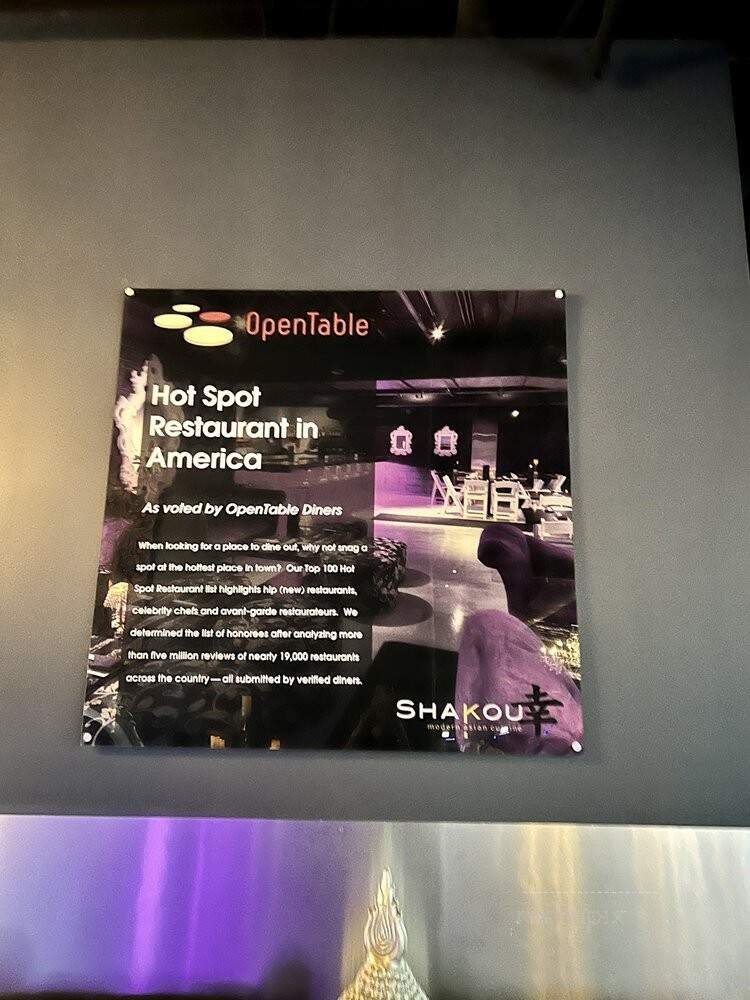 OpenTable
Hot Spot
Restaurant in
America
As voted by OpenTable Diners
When looking for a place to dine out, why not snag a
spot at the hottest place in town? Our Top 100 Hot
Spot Restaurant list highlights hip (new) restaurants,
celebrity chefs and avant-garde restaurateurs. We
determined the list of honorees after analyzing more
than five million reviews of nearly 19,000 restaurants
across the country—all submitted by verified diners.
SHAKOU幸
modern asian cuisine